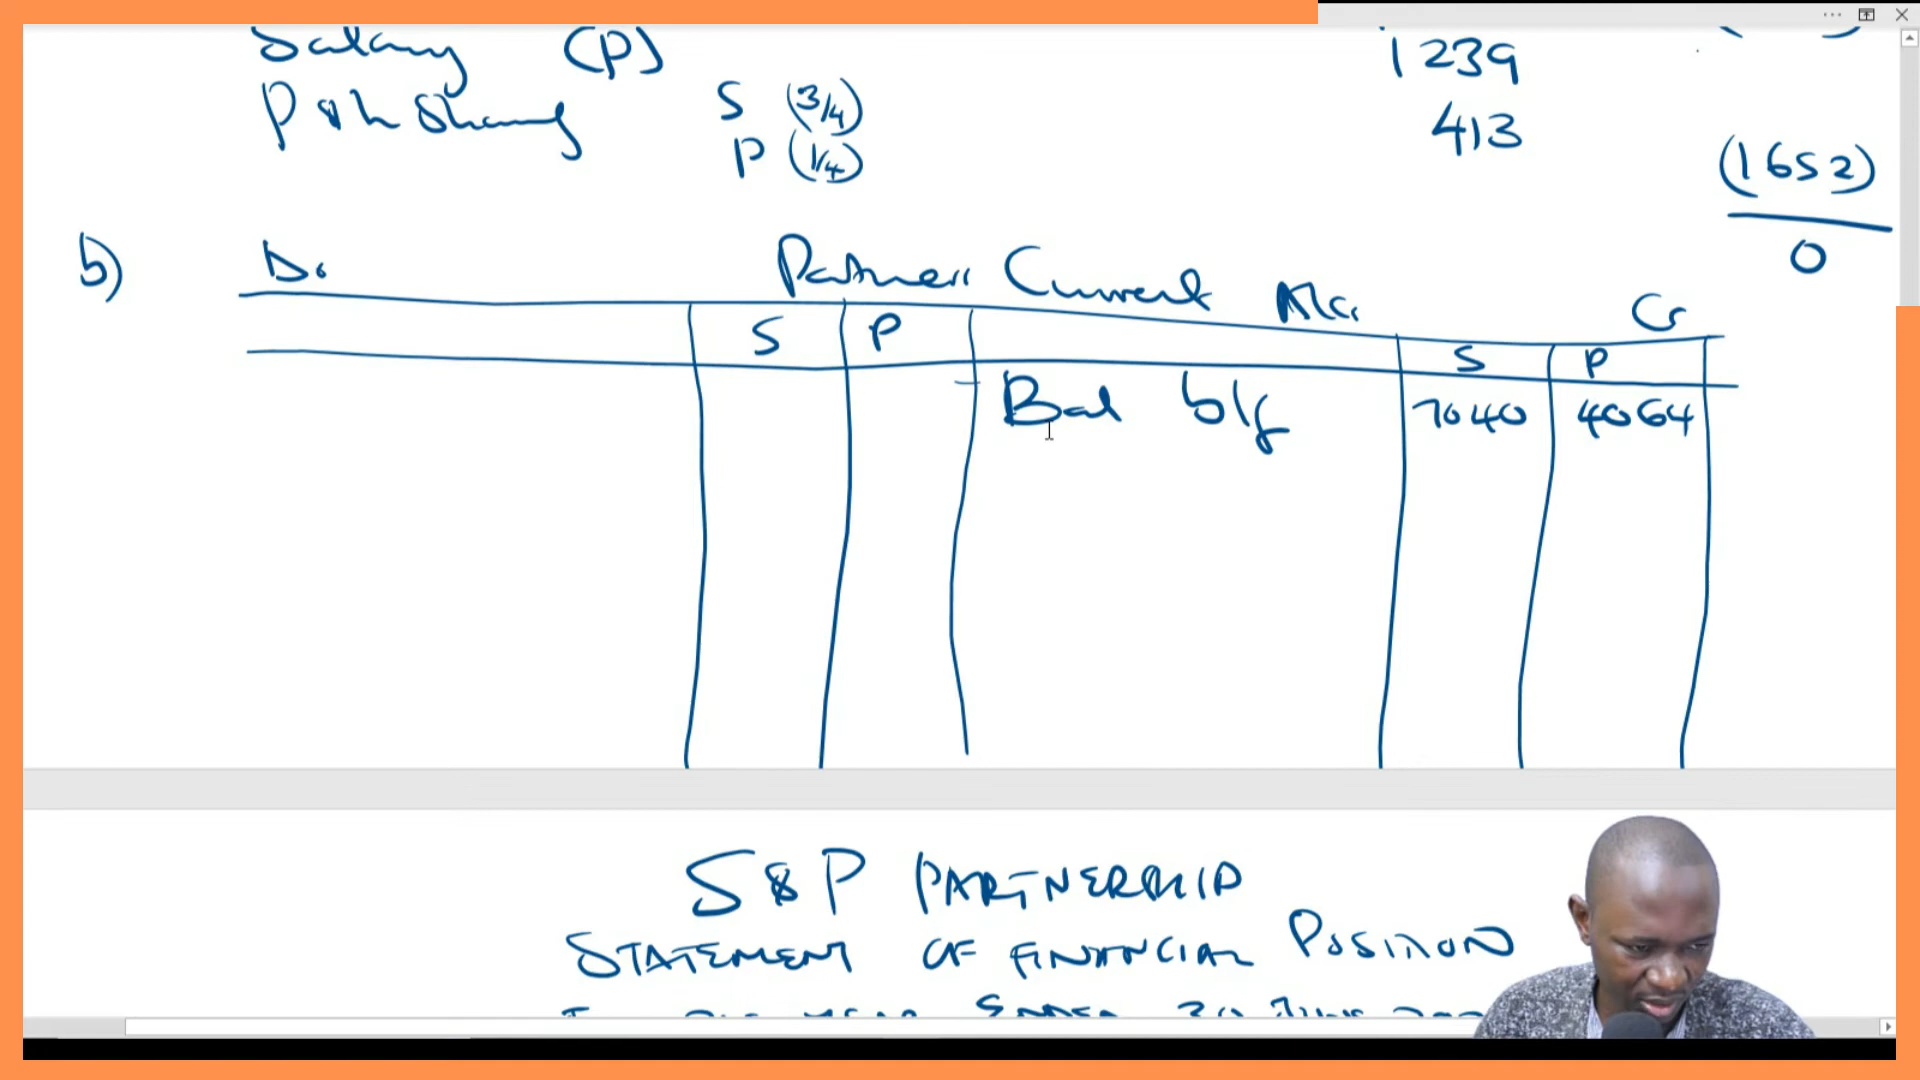 Salary (P) 1239
P & L Sharing S (3/4) 413
P (1/4) (1652)
0
b) Dr Partners Current A/Cs Cr
S P S P
Bal b/f 7040 4064
S & P PARTNERSHIP
STATEMENT OF FINANCIAL POSITION